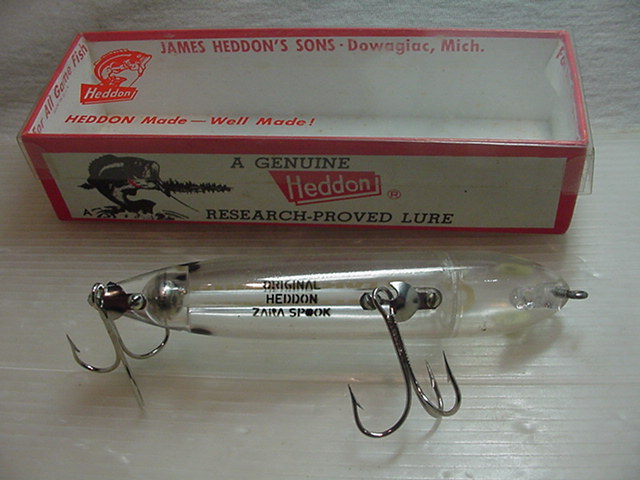 JAMES HEDDON'S SONS · Dowagiac, Mich.
for All Game Fish
Heddon
HEDDON Made — Well Made!
A GENUINE
Heddon®
RESEARCH-PROVED LURE
ORIGINAL
HEDDON
ZARA SPOOK